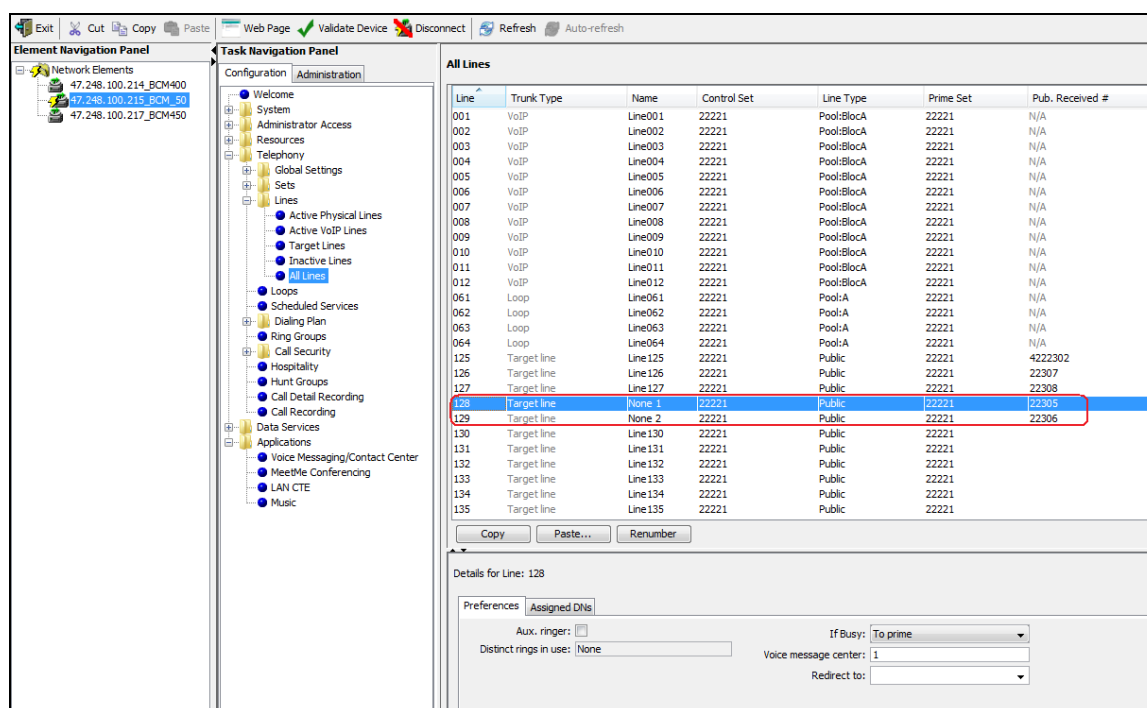 Exit Cut Copy Paste Web Page Validate Device Disconnect Refresh Auto-refresh
Element Navigation Panel
Network Elements
47.248.100.214_BCM400
47.248.100.215_BCM_50
47.248.100.217_BCM450
Task Navigation Panel
Configuration Administration
Welcome
System
Administrator Access
Resources
Telephony
Global Settings
Sets
Lines
Active Physical Lines
Active VoIP Lines
Target Lines
Inactive Lines
All Lines
Loops
Scheduled Services
Dialing Plan
Ring Groups
Call Security
Hospitality
Hunt Groups
Call Detail Recording
Call Recording
Data Services
Applications
Voice Messaging/Contact Center
MeetMe Conferencing
LAN CTE
Music
All Lines
Line Trunk Type Name Control Set Line Type Prime Set Pub. Received #
001 VoIP Line001 22221 Pool:BlocA 22221 N/A
002 VoIP Line002 22221 Pool:BlocA 22221 N/A
003 VoIP Line003 22221 Pool:BlocA 22221 N/A
004 VoIP Line004 22221 Pool:BlocA 22221 N/A
005 VoIP Line005 22221 Pool:BlocA 22221 N/A
006 VoIP Line006 22221 Pool:BlocA 22221 N/A
007 VoIP Line007 22221 Pool:BlocA 22221 N/A
008 VoIP Line008 22221 Pool:BlocA 22221 N/A
009 VoIP Line009 22221 Pool:BlocA 22221 N/A
010 VoIP Line010 22221 Pool:BlocA 22221 N/A
011 VoIP Line011 22221 Pool:BlocA 22221 N/A
012 VoIP Line012 22221 Pool:BlocA 22221 N/A
061 Loop Line061 22221 Pool:A 22221 N/A
062 Loop Line062 22221 Pool:A 22221 N/A
063 Loop Line063 22221 Pool:A 22221 N/A
064 Loop Line064 22221 Pool:A 22221 N/A
125 Target line Line125 22221 Public 22221 4222302
126 Target line Line126 22221 Public 22221 22307
127 Target line Line127 22221 Public 22221 22308
128 Target line None 1 22221 Public 22221 22305
129 Target line None 2 22221 Public 22221 22306
130 Target line Line130 22221 Public 22221
131 Target line Line131 22221 Public 22221
132 Target line Line132 22221 Public 22221
133 Target line Line133 22221 Public 22221
134 Target line Line134 22221 Public 22221
135 Target line Line135 22221 Public 22221
Copy Paste... Renumber
Details for Line: 128
Preferences Assigned DNs
Aux. ringer:
Distinct rings in use: None
If Busy: To prime
Voice message center: 1
Redirect to: